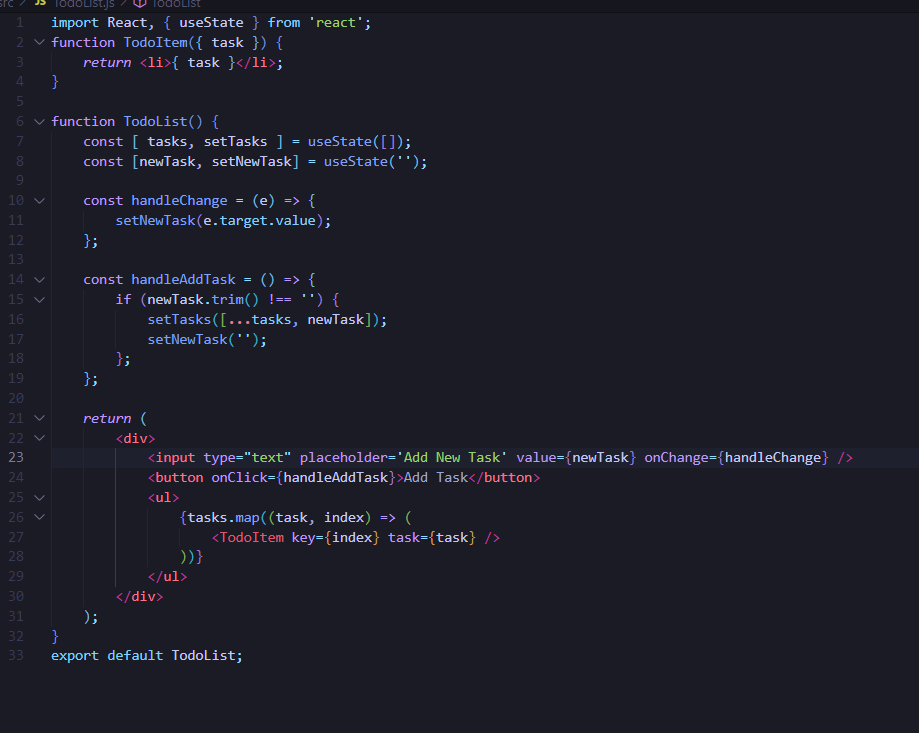 src > JS TodoList.js > TodoList
1 import React, { useState } from 'react';
2 function TodoItem({ task }) {
3     return <li>{ task }</li>;
4 }
5
6 function TodoList() {
7     const [ tasks, setTasks ] = useState([]);
8     const [newTask, setNewTask] = useState('');
9
10     const handleChange = (e) => {
11         setNewTask(e.target.value);
12     };
13
14     const handleAddTask = () => {
15         if (newTask.trim() !== '') {
16             setTasks([...tasks, newTask]);
17             setNewTask('');
18         };
19     };
20
21     return (
22         <div>
23             <input type="text" placeholder='Add New Task' value={newTask} onChange={handleChange} />
24             <button onClick={handleAddTask}>Add Task</button>
25             <ul>
26                 {tasks.map((task, index) => (
27                     <TodoItem key={index} task={task} />
28                 ))}
29             </ul>
30         </div>
31     );
32 }
33 export default TodoList;